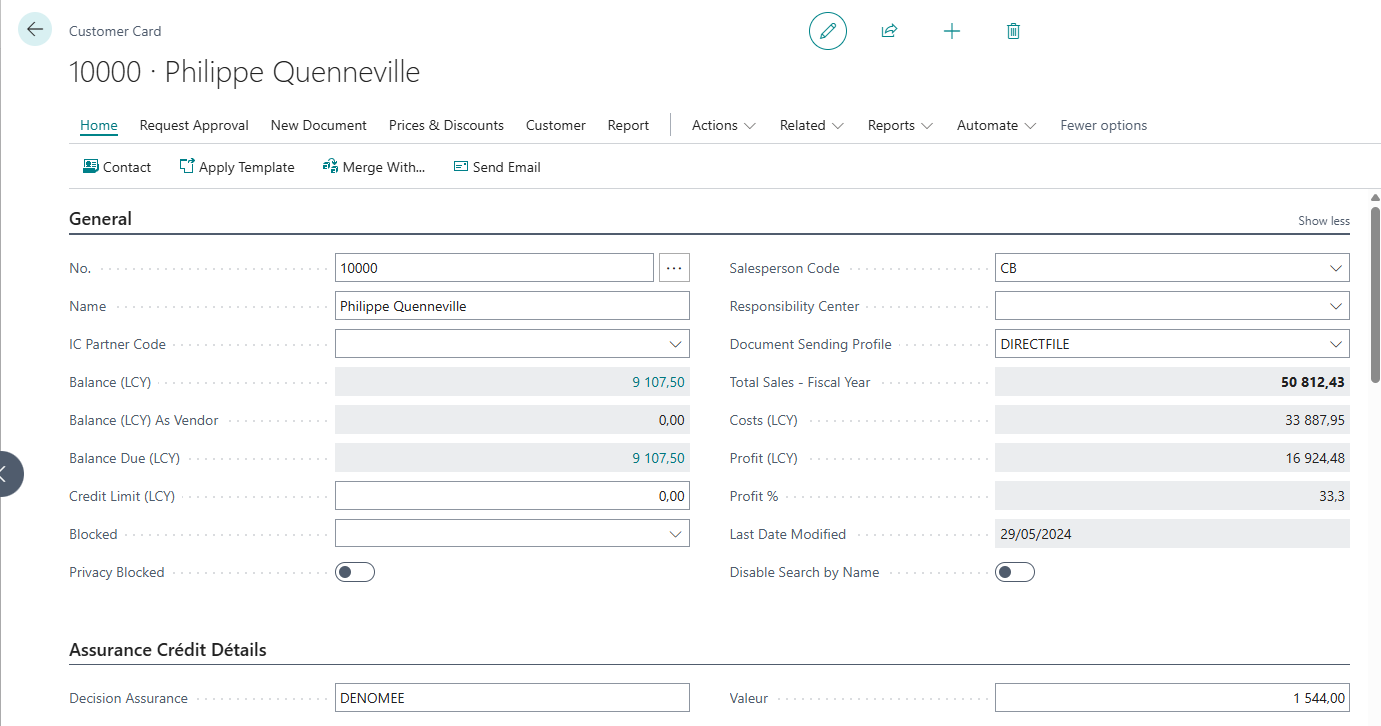 Customer Card
10000 · Philippe Quenneville
Home Request Approval New Document Prices & Discounts Customer Report Actions Related Reports Automate Fewer options
Contact Apply Template Merge With... Send Email
General Show less
No. 10000 ... Salesperson Code CB
Name Philippe Quenneville Responsibility Center
IC Partner Code Document Sending Profile DIRECTFILE
Balance (LCY) 9 107,50 Total Sales - Fiscal Year 50 812,43
Balance (LCY) As Vendor 0,00 Costs (LCY) 33 887,95
Balance Due (LCY) 9 107,50 Profit (LCY) 16 924,48
Credit Limit (LCY) 0,00 Profit % 33,3
Blocked Last Date Modified 29/05/2024
Privacy Blocked Disable Search by Name
Assurance Crédit Détails
Decision Assurance DENOMEE Valeur 1 544,00